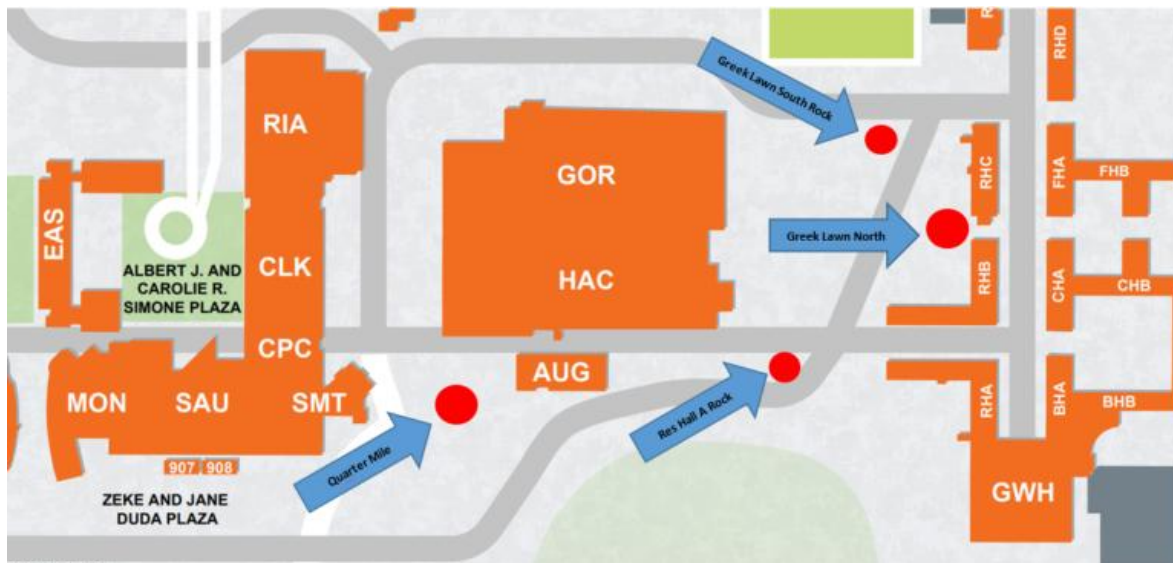 R
RHD
Greek Lawn South Rock
RIA
GOR
RHC
FHA
FHB
EAS
Greek Lawn North
ALBERT J. AND
CAROLIE R.
SIMONE PLAZA
CLK
HAC
RHB
CHA
CHB
CPC
AUG
MON
SAU
SMT
Res Hall A Rock
RHA
BHA
BHB
907
908
Quarter Mile
GWH
ZEKE AND JANE
DUDA PLAZA